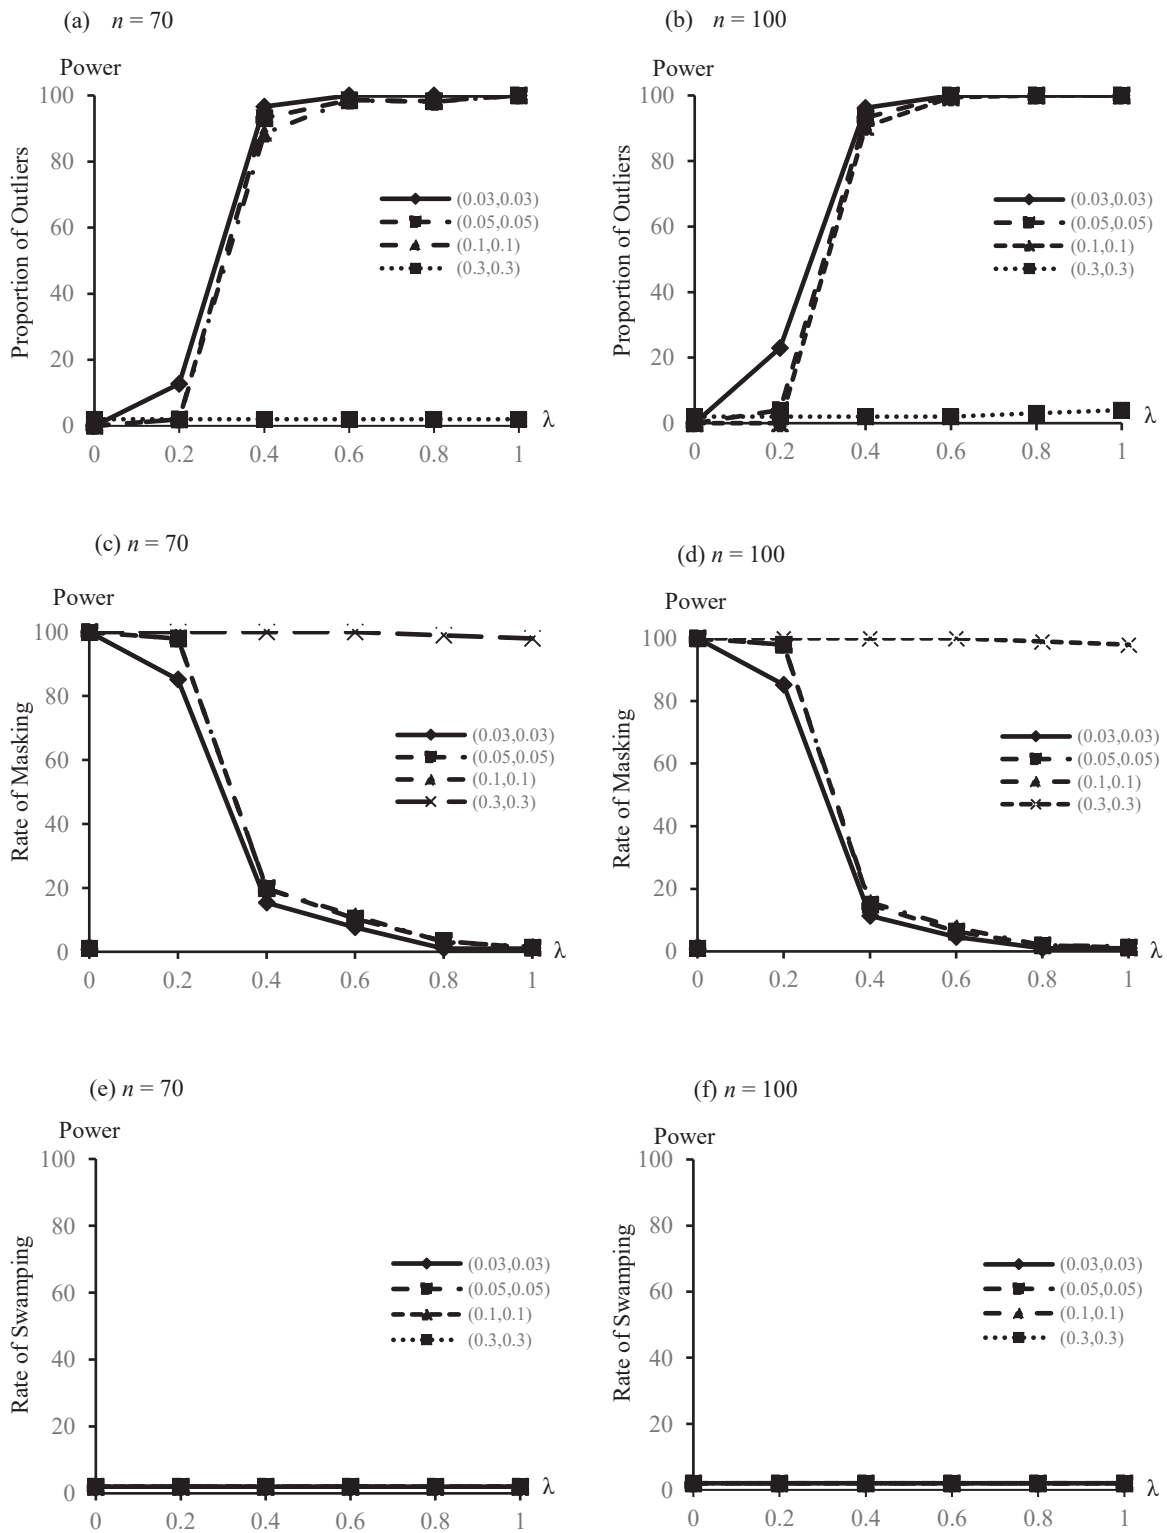 (a) n = 70
Power
100
80
60
40
20
0
Proportion of Outliers
(0.03,0.03)
(0.05,0.05)
(0.1,0.1)
(0.3,0.3)
λ
0 0.2 0.4 0.6 0.8 1
(b) n = 100
Power
100
80
60
40
20
0
Proportion of Outliers
(0.03,0.03)
(0.05,0.05)
(0.1,0.1)
(0.3,0.3)
λ
0 0.2 0.4 0.6 0.8 1
(c) n = 70
Power
100
80
60
40
20
0
Rate of Masking
(0.03,0.03)
(0.05,0.05)
(0.1,0.1)
(0.3,0.3)
λ
0 0.2 0.4 0.6 0.8 1
(d) n = 100
Power
100
80
60
40
20
0
Rate of Masking
(0.03,0.03)
(0.05,0.05)
(0.1,0.1)
(0.3,0.3)
λ
0 0.2 0.4 0.6 0.8 1
(e) n = 70
Power
100
80
60
40
20
0
Rate of Swamping
(0.03,0.03)
(0.05,0.05)
(0.1,0.1)
(0.3,0.3)
λ
0 0.2 0.4 0.6 0.8 1
(f) n = 100
Power
100
80
60
40
20
0
Rate of Swamping
(0.03,0.03)
(0.05,0.05)
(0.1,0.1)
(0.3,0.3)
λ
0 0.2 0.4 0.6 0.8 1